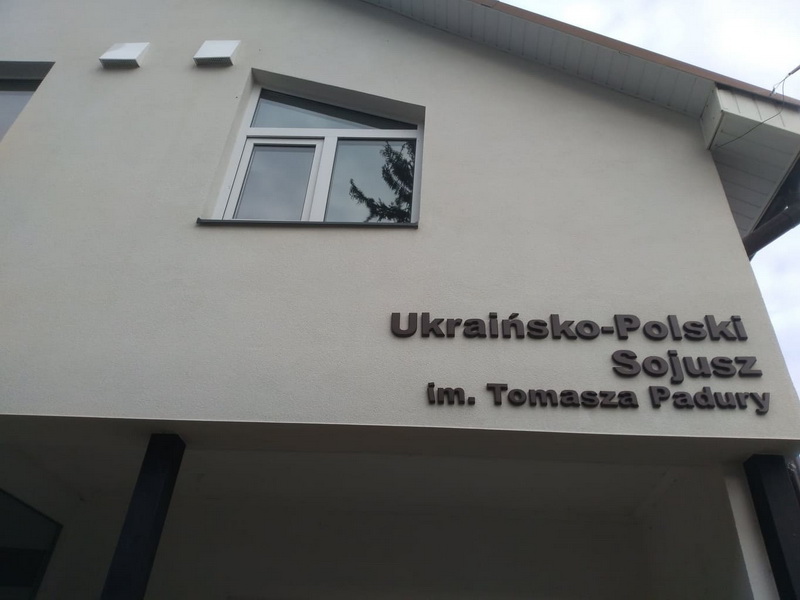 Ukraińsko-Polski
Sojusz
im. Tomasza Padury